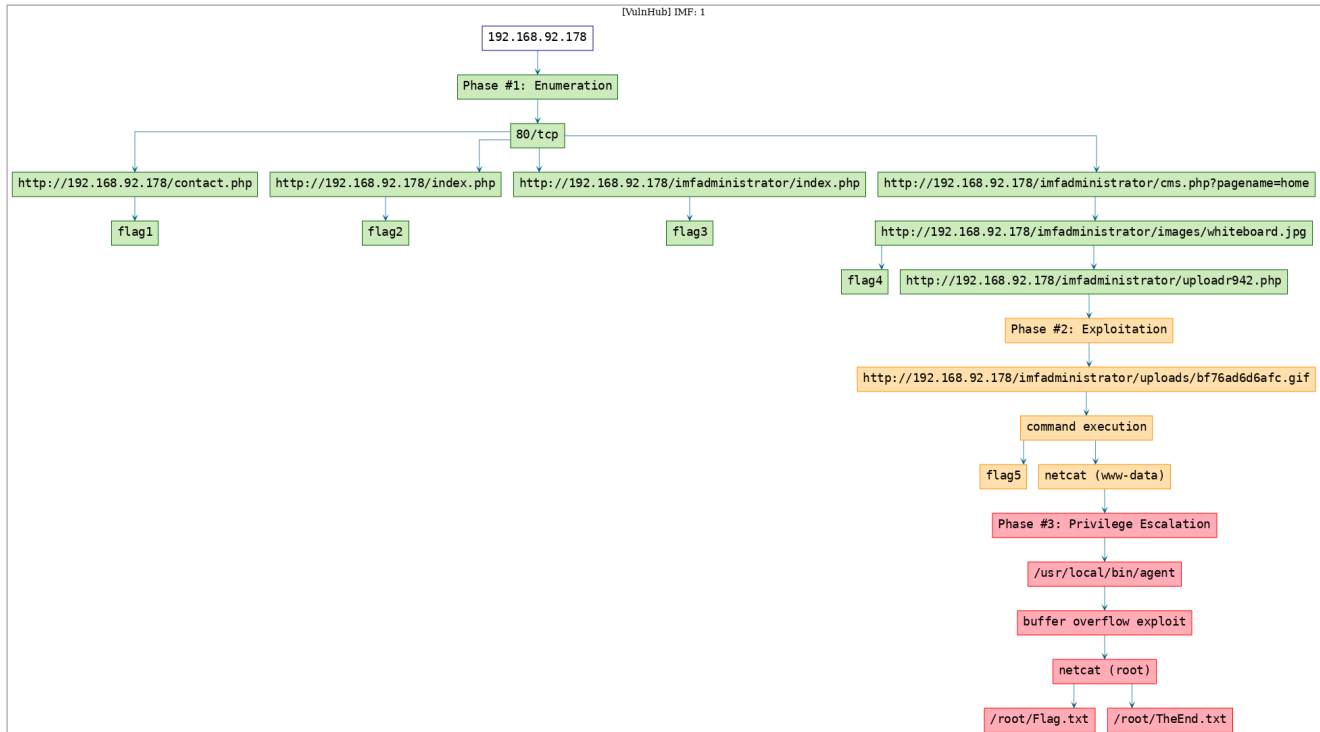 [VulnHub] IMF: 1
192.168.92.178
Phase #1: Enumeration
80/tcp
http://192.168.92.178/contact.php
http://192.168.92.178/index.php
http://192.168.92.178/imfadministrator/index.php
http://192.168.92.178/imfadministrator/cms.php?pagename=home
flag1
flag2
flag3
http://192.168.92.178/imfadministrator/images/whiteboard.jpg
flag4
http://192.168.92.178/imfadministrator/uploadr942.php
Phase #2: Exploitation
http://192.168.92.178/imfadministrator/uploads/bf76ad6d6afc.gif
command execution
flag5
netcat (www-data)
Phase #3: Privilege Escalation
/usr/local/bin/agent
buffer overflow exploit
netcat (root)
/root/Flag.txt
/root/TheEnd.txt